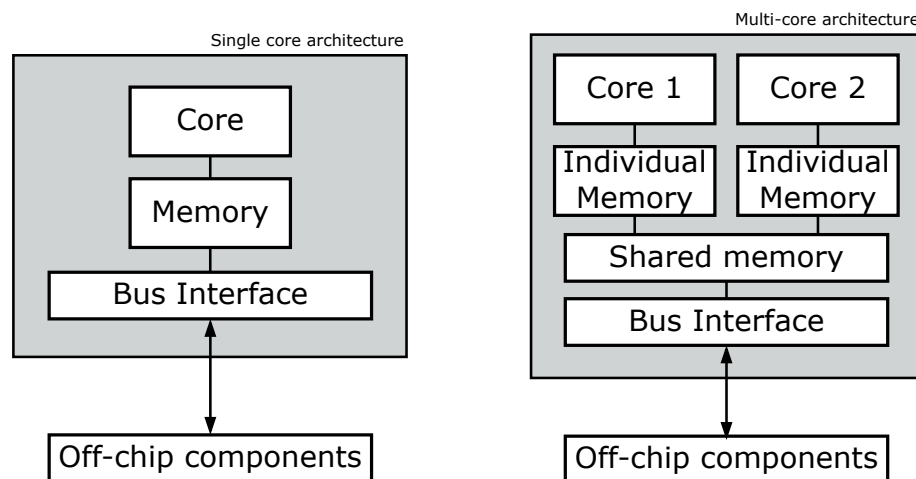 Single core architecture
Core
Memory
Bus Interface
Off-chip components
Multi-core architecture
Core 1
Core 2
Individual
Memory
Individual
Memory
Shared memory
Bus Interface
Off-chip components